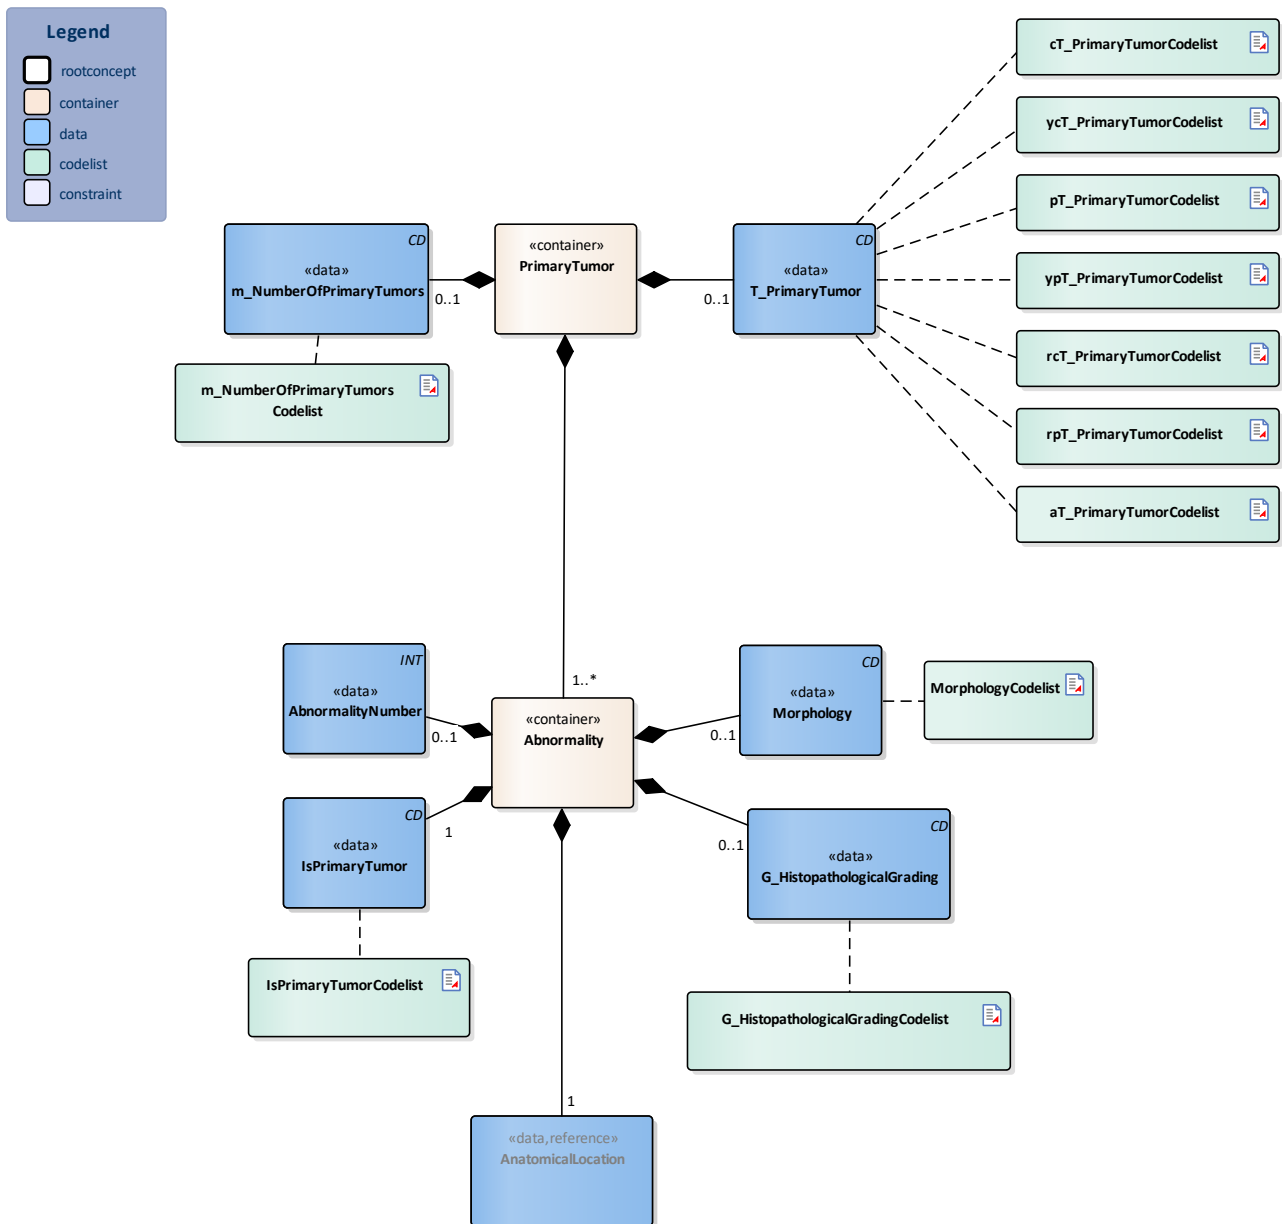 Legend
rootconcept
container
data
codelist
constraint
cT_PrimaryTumorCodelist
ycT_PrimaryTumorCodelist
pT_PrimaryTumorCodelist
ypT_PrimaryTumorCodelist
rcT_PrimaryTumorCodelist
rpT_PrimaryTumorCodelist
aT_PrimaryTumorCodelist
CD
«data»
m_NumberOfPrimaryTumors
0..1
«container»
PrimaryTumor
CD
«data»
T_PrimaryTumor
0..1
m_NumberOfPrimaryTumors
Codelist
1..*
INT
«data»
AbnormalityNumber
0..1
«container»
Abnormality
CD
«data»
Morphology
0..1
MorphologyCodelist
CD
«data»
IsPrimaryTumor
1
CD
«data»
G_HistopathologicalGrading
0..1
IsPrimaryTumorCodelist
G_HistopathologicalGradingCodelist
1
«data,reference»
AnatomicalLocation